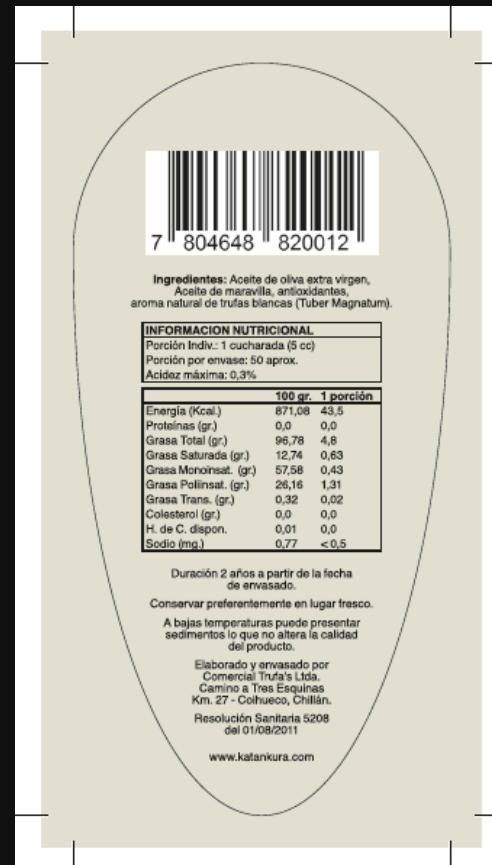 7 804648 820012
Ingredientes: Aceite de oliva extra virgen,
Aceite de maravilla, antioxidantes,
aroma natural de trufas blancas (Tuber Magnatum).
INFORMACION NUTRICIONAL
Porción Indiv.: 1 cucharada (5 cc)
Porción por envase: 50 aprox.
Acidez máxima: 0,3%
100 gr. 1 porción
Energía (Kcal.) 871,08 43,5
Proteínas (gr.) 0,0 0,0
Grasa Total (gr.) 96,78 4,8
Grasa Saturada (gr.) 12,74 0,63
Grasa Monoinsat. (gr.) 57,58 0,43
Grasa Poliinsat. (gr.) 26,16 1,31
Grasa Trans. (gr.) 0,32 0,02
Colesterol (gr.) 0,0 0,0
H. de C. dispon. 0,01 0,0
Sodio (mg.) 0,77 <0,5
Duración 2 años a partir de la fecha
de envasado.
Conservar preferentemente en lugar fresco.
A bajas temperaturas puede presentar
sedimentos lo que no altera la calidad
del producto.
Elaborado y envasado por
Comercial Trufa's Ltda.
Camino a Tres Esquinas
Km. 27 - Coihueco, Chillán.
Resolución Sanitaria 5208
del 01/08/2011
www.katankura.com